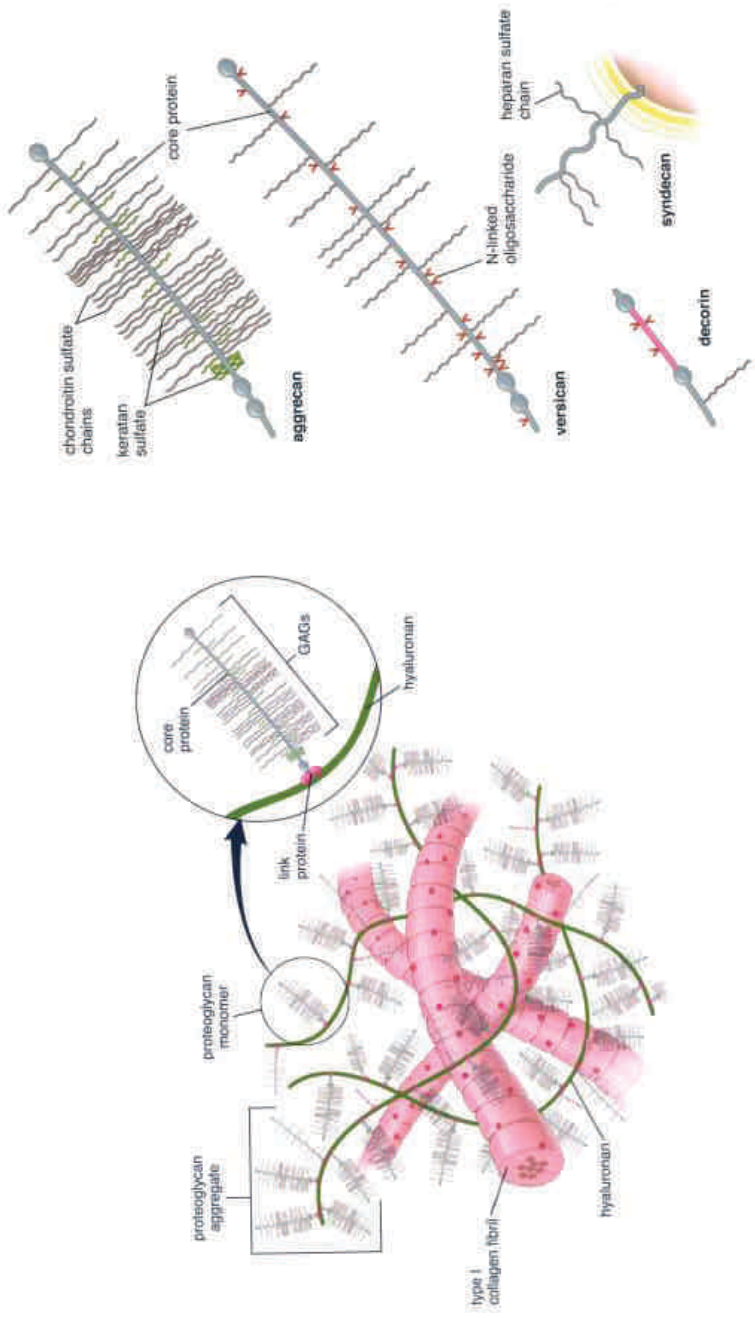 proteoglycan
aggregate
proteoglycan
monomer
type I
collagen fibril
hyaluronan
link
protein
core
protein
GAGs
hyaluronan
chondroitin sulfate
chains
keratan
sulfate
aggrecan
core protein
versican
N-linked
oligosaccharide
decorin
syndecan
heparan sulfate
chain